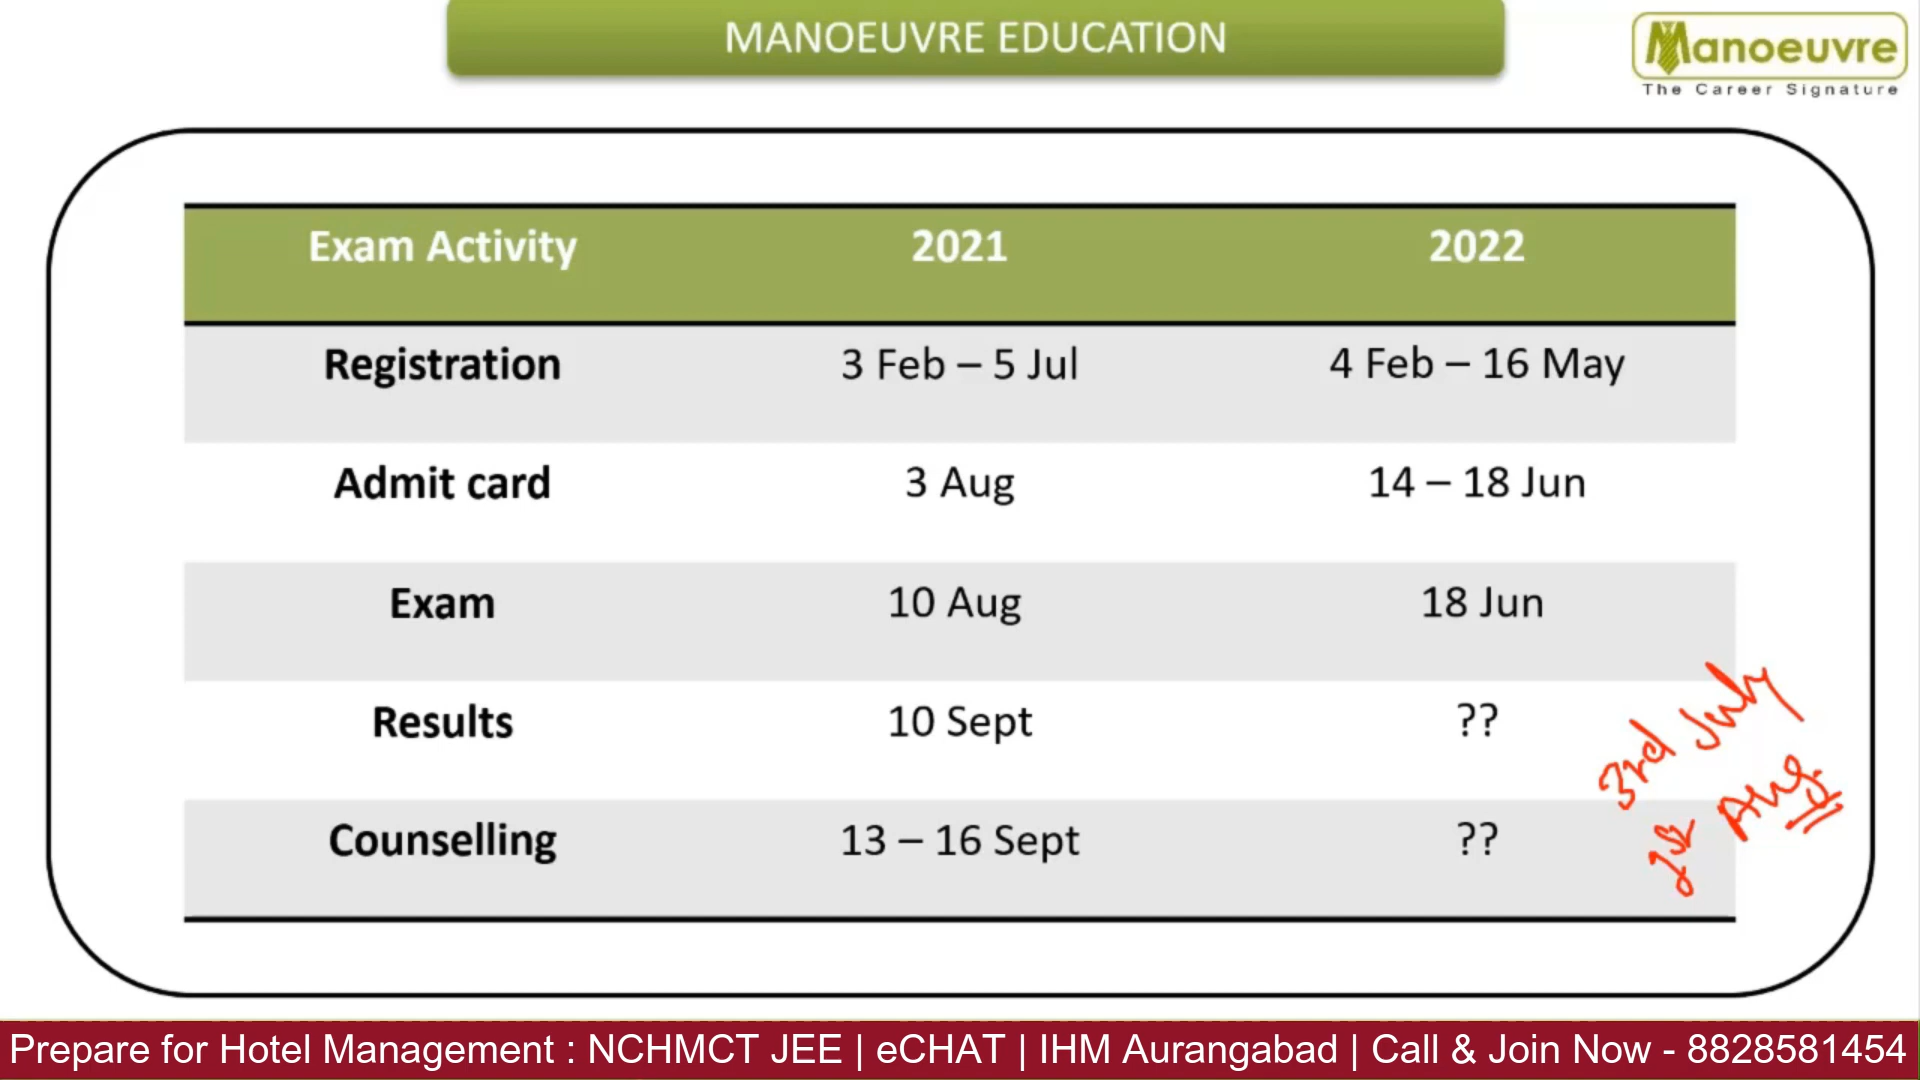 MANOEUVRE EDUCATION
Manoeuvre
The Career Signature
Exam Activity 2021 2022
Registration 3 Feb – 5 Jul 4 Feb – 16 May
Admit card 3 Aug 14 – 18 Jun
Exam 10 Aug 18 Jun
Results 10 Sept ??
3rd July
Counselling 13 – 16 Sept ??
1st Aug
Prepare for Hotel Management : NCHMCT JEE | eCHAT | IHM Aurangabad | Call & Join Now - 8828581454